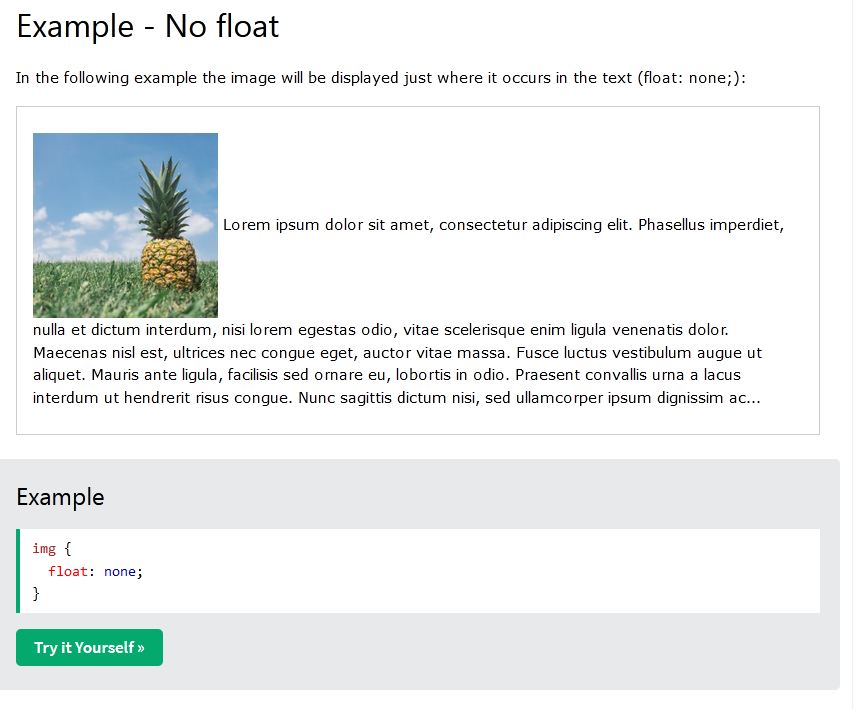 Example - No float
In the following example the image will be displayed just where it occurs in the text (float: none;):
Lorem ipsum dolor sit amet, consectetur adipiscing elit. Phasellus imperdiet,
nulla et dictum interdum, nisi lorem egestas odio, vitae scelerisque enim ligula venenatis dolor.
Maecenas nisl est, ultrices nec congue eget, auctor vitae massa. Fusce luctus vestibulum augue ut
aliquet. Mauris ante ligula, facilisis sed ornare eu, lobortis in odio. Praesent convallis urna a lacus
interdum ut hendrerit risus congue. Nunc sagittis dictum nisi, sed ullamcorper ipsum dignissim ac...
Example
img {
  float: none;
}
Try it Yourself »